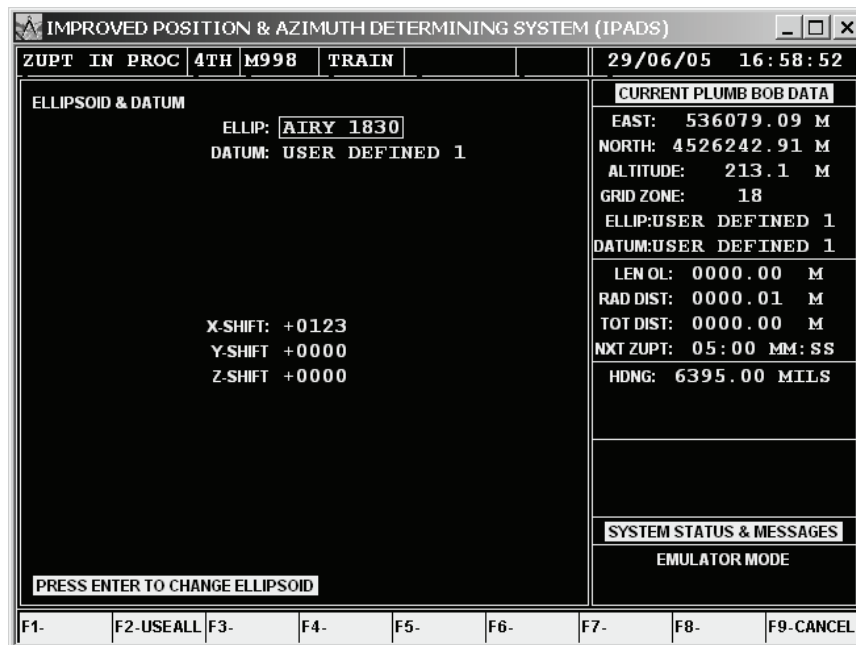 IMPROVED POSITION & AZIMUTH DETERMINING SYSTEM (IPADS)
ZUPT IN PROC 4TH M998 TRAIN 29/06/05 16:58:52
ELLIPSOID & DATUM
ELLIP: AIRY 1830
DATUM: USER DEFINED 1
X-SHIFT: +0123
Y-SHIFT +0000
Z-SHIFT +0000
PRESS ENTER TO CHANGE ELLIPSOID
CURRENT PLUMB BOB DATA
EAST: 536079.09 M
NORTH: 4526242.91 M
ALTITUDE: 213.1 M
GRID ZONE: 18
ELLIP:USER DEFINED 1
DATUM:USER DEFINED 1
LEN OL: 0000.00 M
RAD DIST: 0000.01 M
TOT DIST: 0000.00 M
NXT ZUPT: 05:00 MM:SS
HDNG: 6395.00 MILS
SYSTEM STATUS & MESSAGES
EMULATOR MODE
F1- F2-USEALL F3- F4- F5- F6- F7- F8- F9-CANCEL